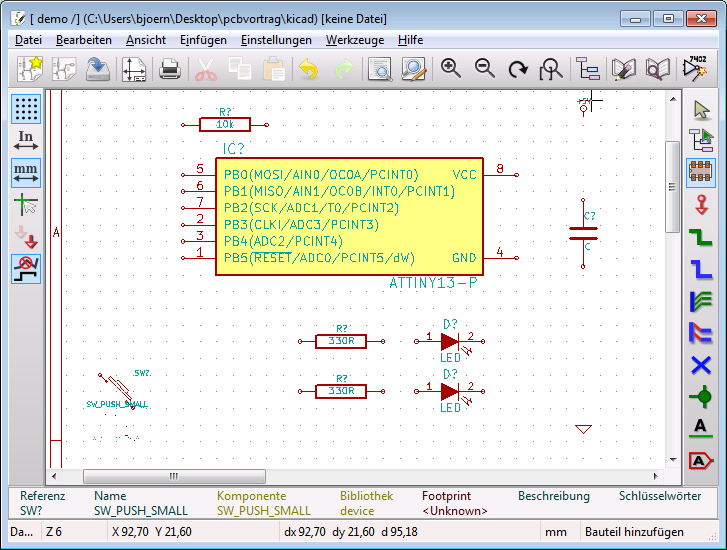 [ demo /] (C:\Users\bjoern\Desktop\pcbvortrag\kicad) [keine Datei]
Datei Bearbeiten Ansicht Einfügen Einstellungen Werkzeuge Hilfe
7402
In
mm
A
R?
10k
IC?
5 PB0(MOSI/AIN0/OC0A/PCINT0) VCC 8
6 PB1(MISO/AIN1/OC0B/INT0/PCINT1)
7 PB2(SCK/ADC1/T0/PCINT2)
2 PB3(CLKI/ADC3/PCINT3)
3 PB4(ADC2/PCINT4)
1 PB5(RESET/ADC0/PCINT5/dW) GND 4
ATTINY13-P
C?
C
R?
330R
D?
1 2
LED
R?
330R
D?
1 2
LED
SW?
SW_PUSH_SMALL
A
A
Referenz Name Komponente Bibliothek Footprint Beschreibung Schlüsselwörter
SW? SW_PUSH_SMALL SW_PUSH_SMALL device <Unknown>
Da... Z 6 X 92,70 Y 21,60 dx 92,70 dy 21,60 d 95,18 mm Bauteil hinzufügen